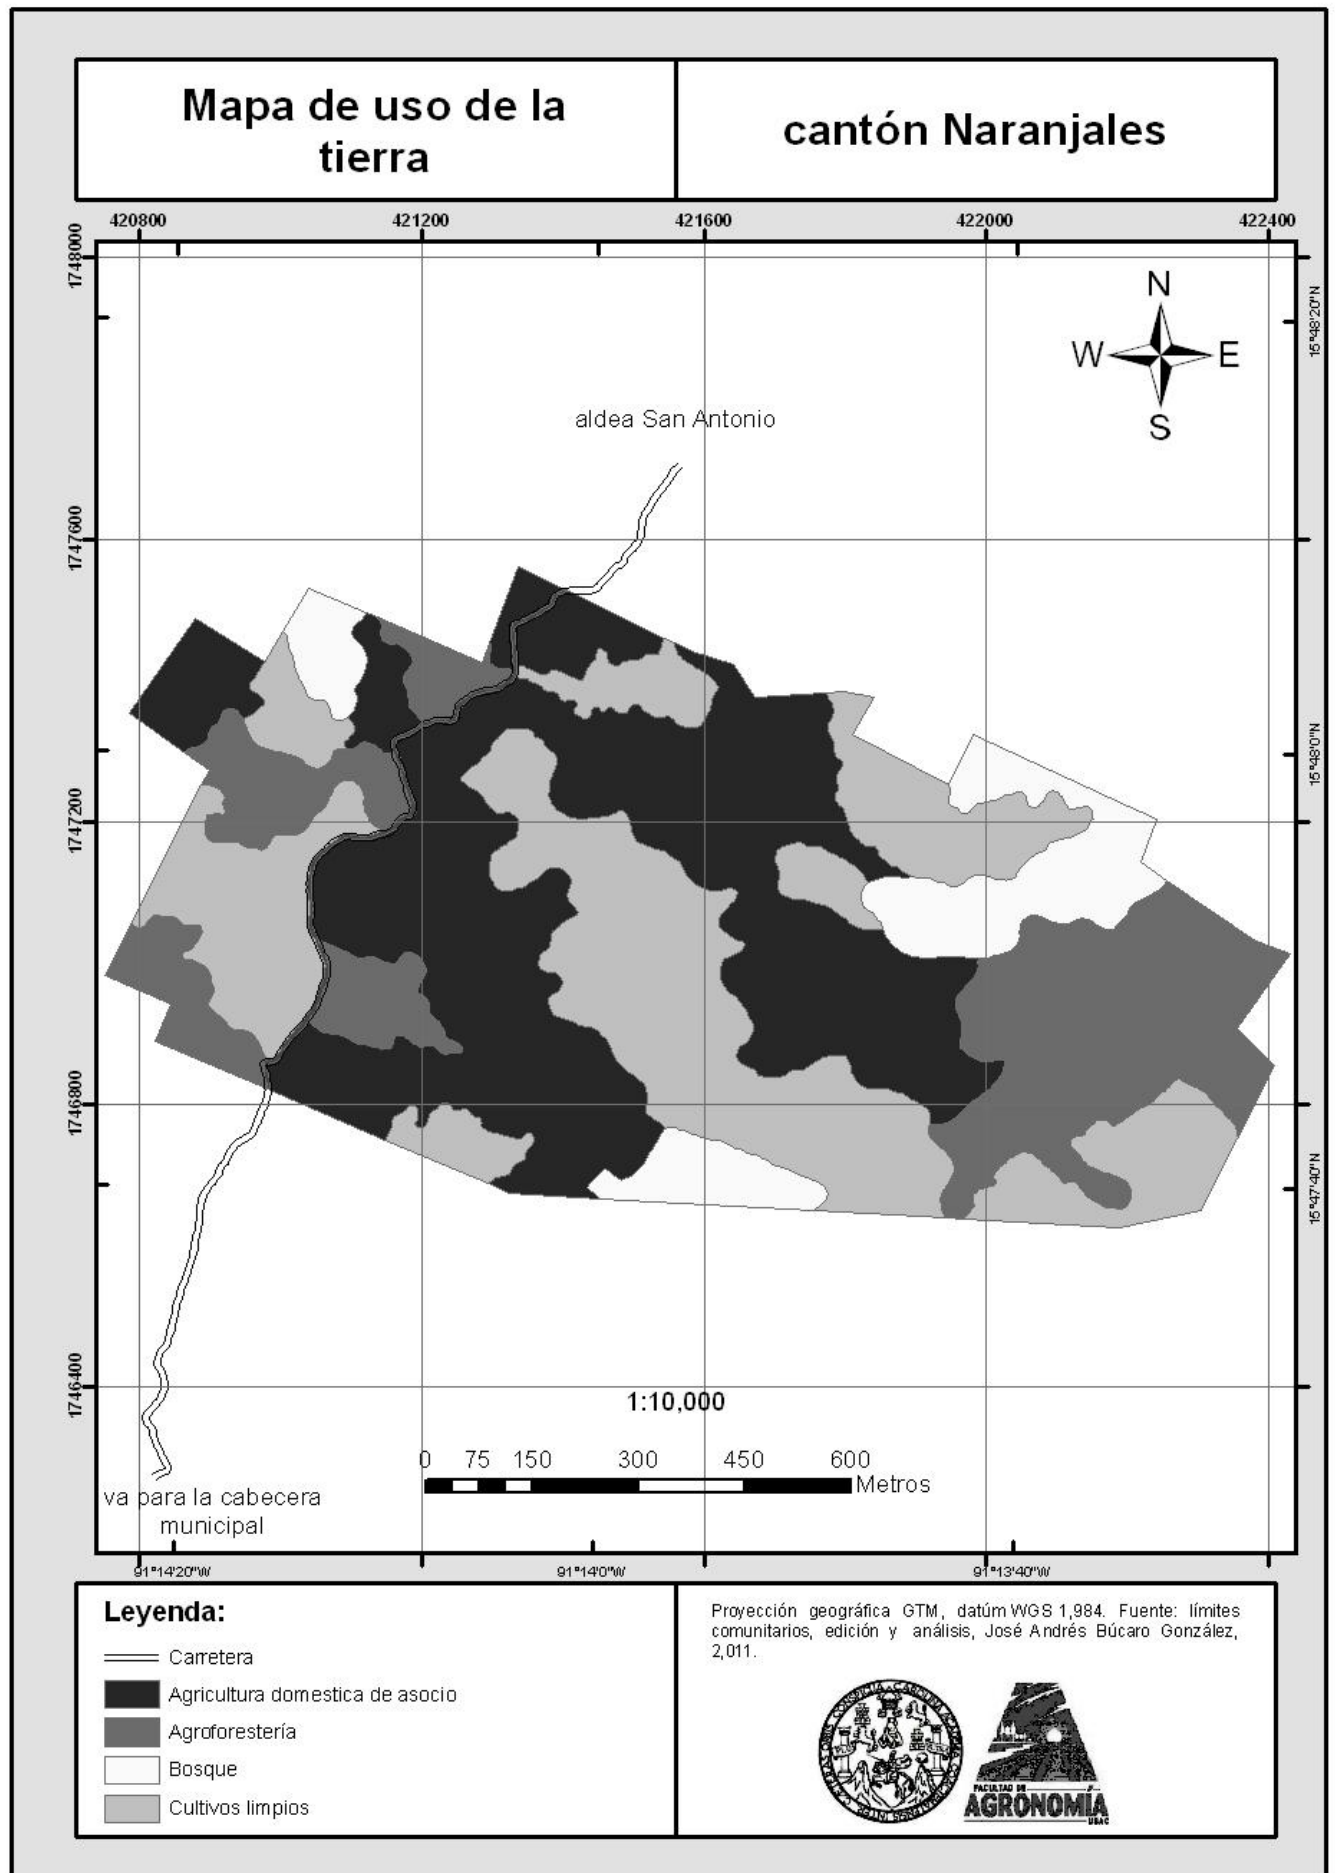 Mapa de uso de la
tierra
cantón Naranjales
420800
421200
421600
422000
422400
1748000
1747600
1747200
1746800
1746400
15°48'20"N
15°48'0"N
15°47'40"N
N
W
E
S
aldea San Antonio
1:10,000
0 75 150 300 450 600
Metros
va para la cabecera
municipal
91°14'20"W
91°14'0"W
91°13'40"W
Leyenda:
Carretera
Agricultura domestica de asocio
Agroforestería
Bosque
Cultivos limpios
Proyección geográfica GTM, datúm WGS 1,984. Fuente: límites
comunitarios, edición y análisis, José Andrés Búcaro González,
2,011.
FACULTAD DE
AGRONOMIA
USAC